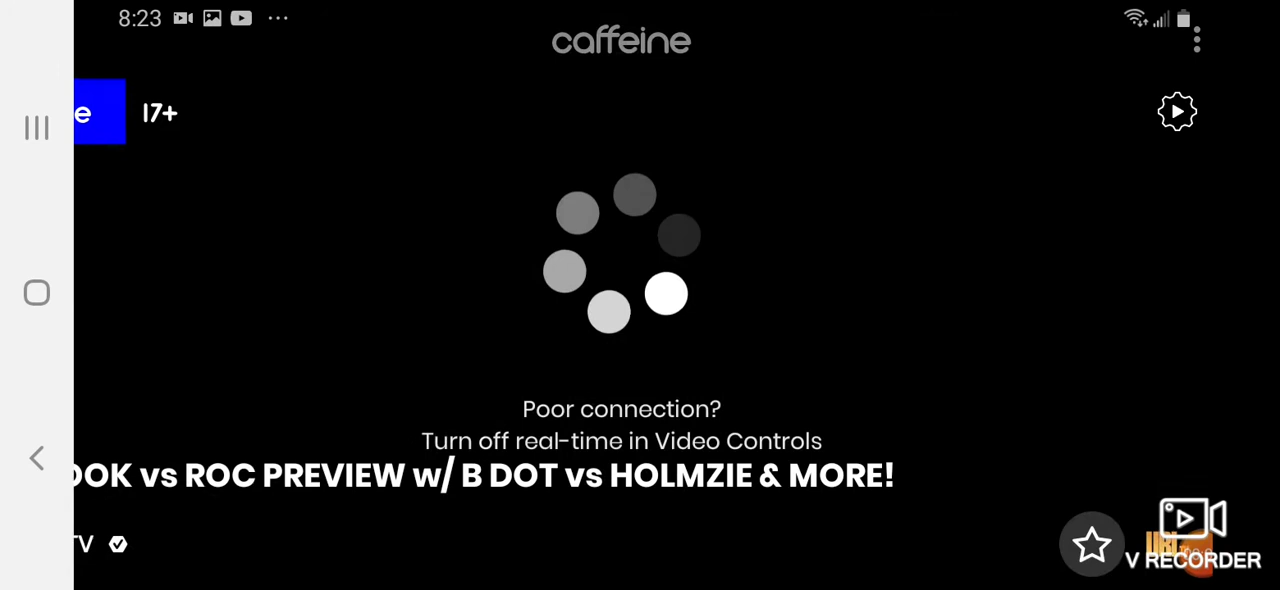 8:23
caffeine
e 17+
Poor connection?
Turn off real-time in Video Controls
OOK vs ROC PREVIEW w/ B DOT vs HOLMZIE & MORE!
TV
V RECORDER